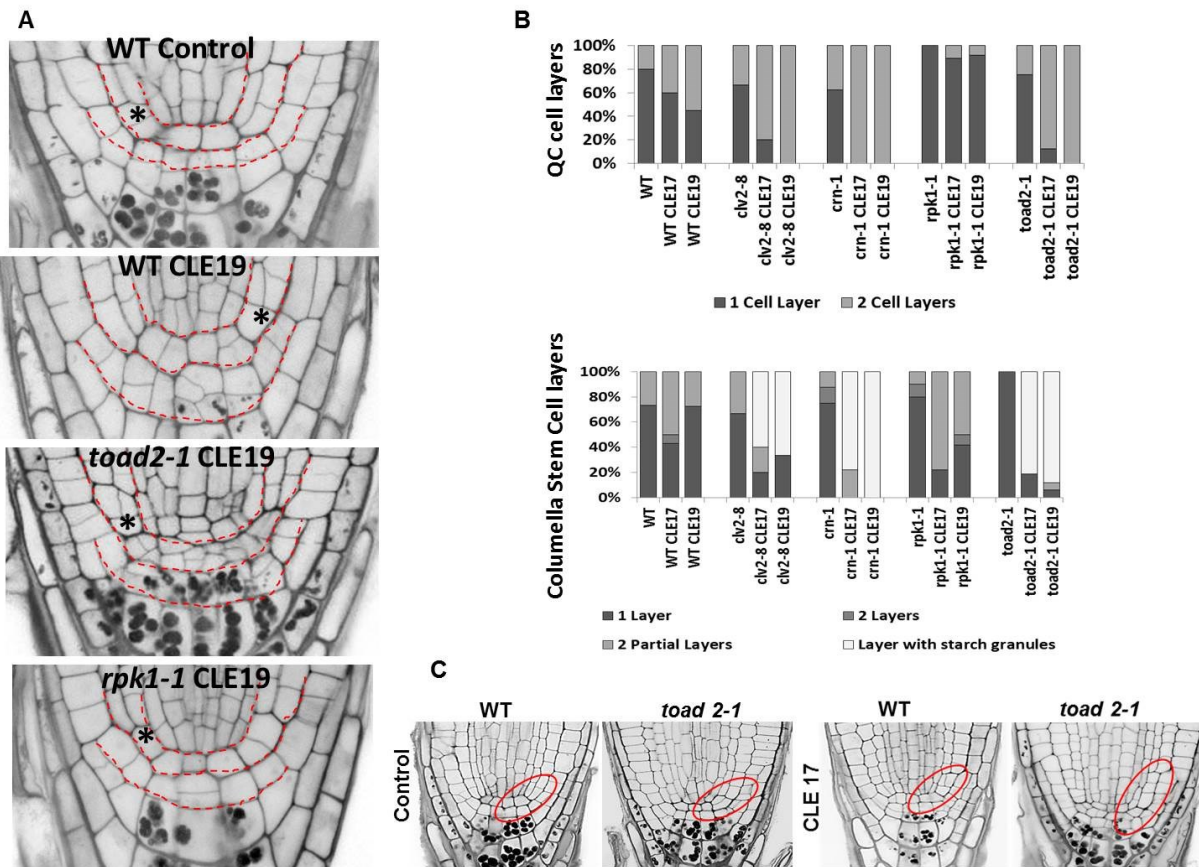 A
WT Control
*
WT CLE19
*
toad2-1 CLE19
*
rpk1-1 CLE19
*
B
QC cell layers
100%
80%
60%
40%
20%
0%
WT
WT CLE17
WT CLE19
clv2-8
clv2-8 CLE17
clv2-8 CLE19
crn-1
crn-1 CLE17
crn-1 CLE19
rpk1-1
rpk1-1 CLE17
rpk1-1 CLE19
toad2-1
toad2-1 CLE17
toad2-1 CLE19
1 Cell Layer 2 Cell Layers
Columella Stem Cell layers
100%
80%
60%
40%
20%
0%
WT
WT CLE17
WT CLE19
clv2-8
clv2-8 CLE17
clv2-8 CLE19
crn-1
crn-1 CLE17
crn-1 CLE19
rpk1-1
rpk1-1 CLE17
rpk1-1 CLE19
toad2-1
toad2-1 CLE17
toad2-1 CLE19
1 Layer 2 Layers
2 Partial Layers Layer with starch granules
C
WT toad 2-1 WT toad 2-1
Control
CLE 17